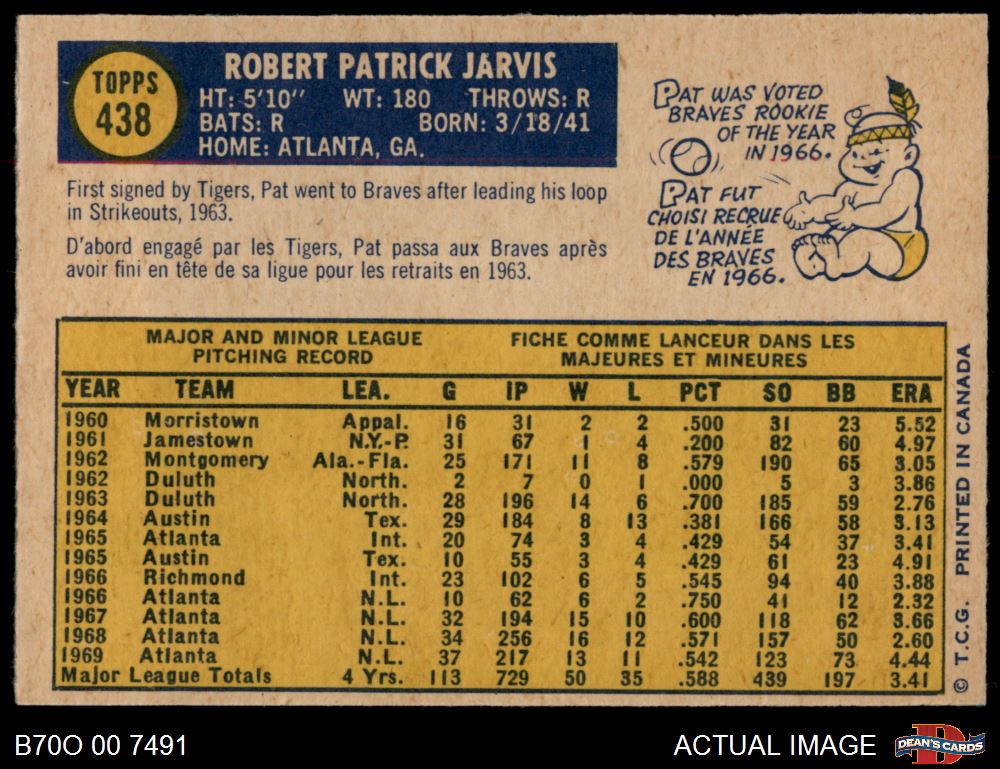 TOPPS
438
ROBERT PATRICK JARVIS
HT: 5'10" WT: 180 THROWS: R
BATS: R BORN: 3/18/41
HOME: ATLANTA, GA.
First signed by Tigers, Pat went to Braves after leading his loop
in Strikeouts, 1963.
D'abord engagé par les Tigers, Pat passa aux Braves après
avoir fini en tête de sa ligue pour les retraits en 1963.
PAT WAS VOTED
BRAVES ROOKIE
OF THE YEAR
IN 1966.
PAT FUT
CHOISI RECRUE
DE L'ANNÉE
DES BRAVES
EN 1966.
MAJOR AND MINOR LEAGUE
PITCHING RECORD
FICHE COMME LANCEUR DANS LES
MAJEURES ET MINEURES
YEAR TEAM LEA. G IP W L PCT SO BB ERA
1960 Morristown Appal. 16 31 2 2 .500 31 23 5.52
1961 Jamestown N.Y.-P. 31 67 1 4 .200 82 60 4.97
1962 Montgomery Ala.-Fla. 25 171 11 8 .579 190 65 3.05
1962 Duluth North. 2 7 0 1 .000 5 3 3.86
1963 Duluth North. 28 196 14 6 .700 185 59 2.76
1964 Austin Tex. 29 184 8 13 .381 166 58 3.13
1965 Atlanta Int. 20 74 3 4 .429 54 37 3.41
1965 Austin Tex. 10 55 3 4 .429 61 23 4.91
1966 Richmond Int. 23 102 6 5 .545 94 40 3.88
1966 Atlanta N.L. 10 62 6 2 .750 41 12 2.32
1967 Atlanta N.L. 32 194 15 10 .600 118 62 3.66
1968 Atlanta N.L. 34 256 16 12 .571 157 50 2.60
1969 Atlanta N.L. 37 217 13 11 .542 123 73 4.44
Major League Totals 4 Yrs. 113 729 50 35 .588 439 197 3.41
© T.C.G. PRINTED IN CANADA
B70O 00 7491
ACTUAL IMAGE
D
DEAN'S CARDS